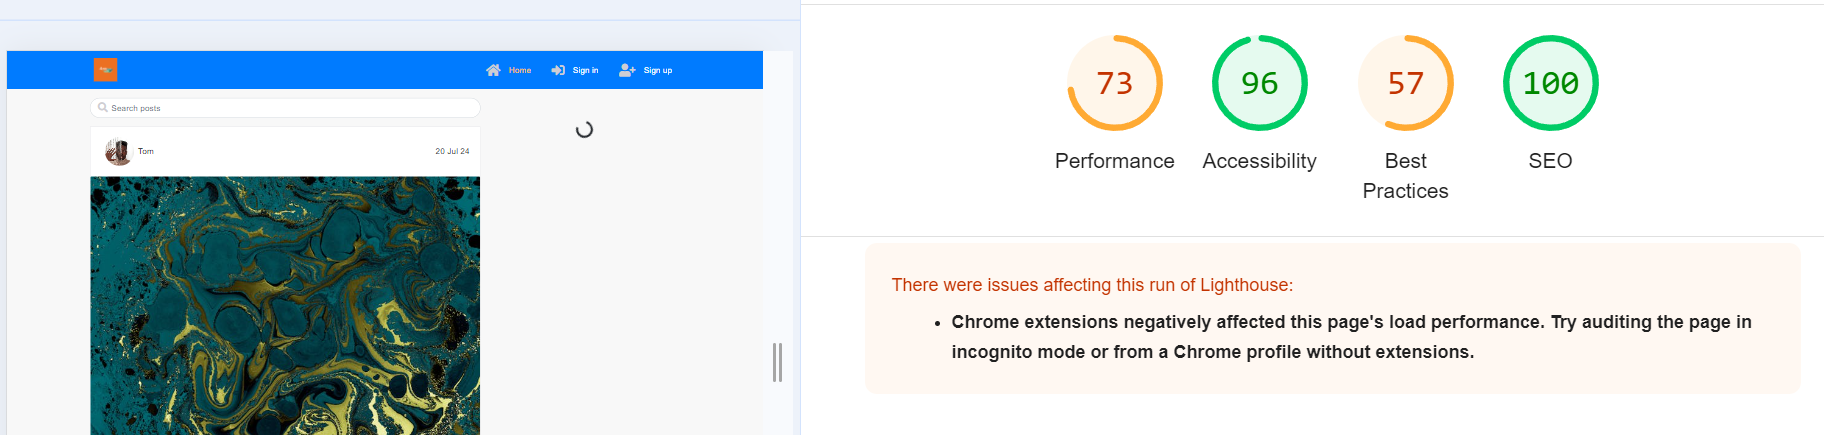 Home Sign in Sign up
Search posts
Tom 20 Jul 24
73 96 57 100
Performance Accessibility Best Practices SEO
There were issues affecting this run of Lighthouse:
• Chrome extensions negatively affected this page's load performance. Try auditing the page in
incognito mode or from a Chrome profile without extensions.